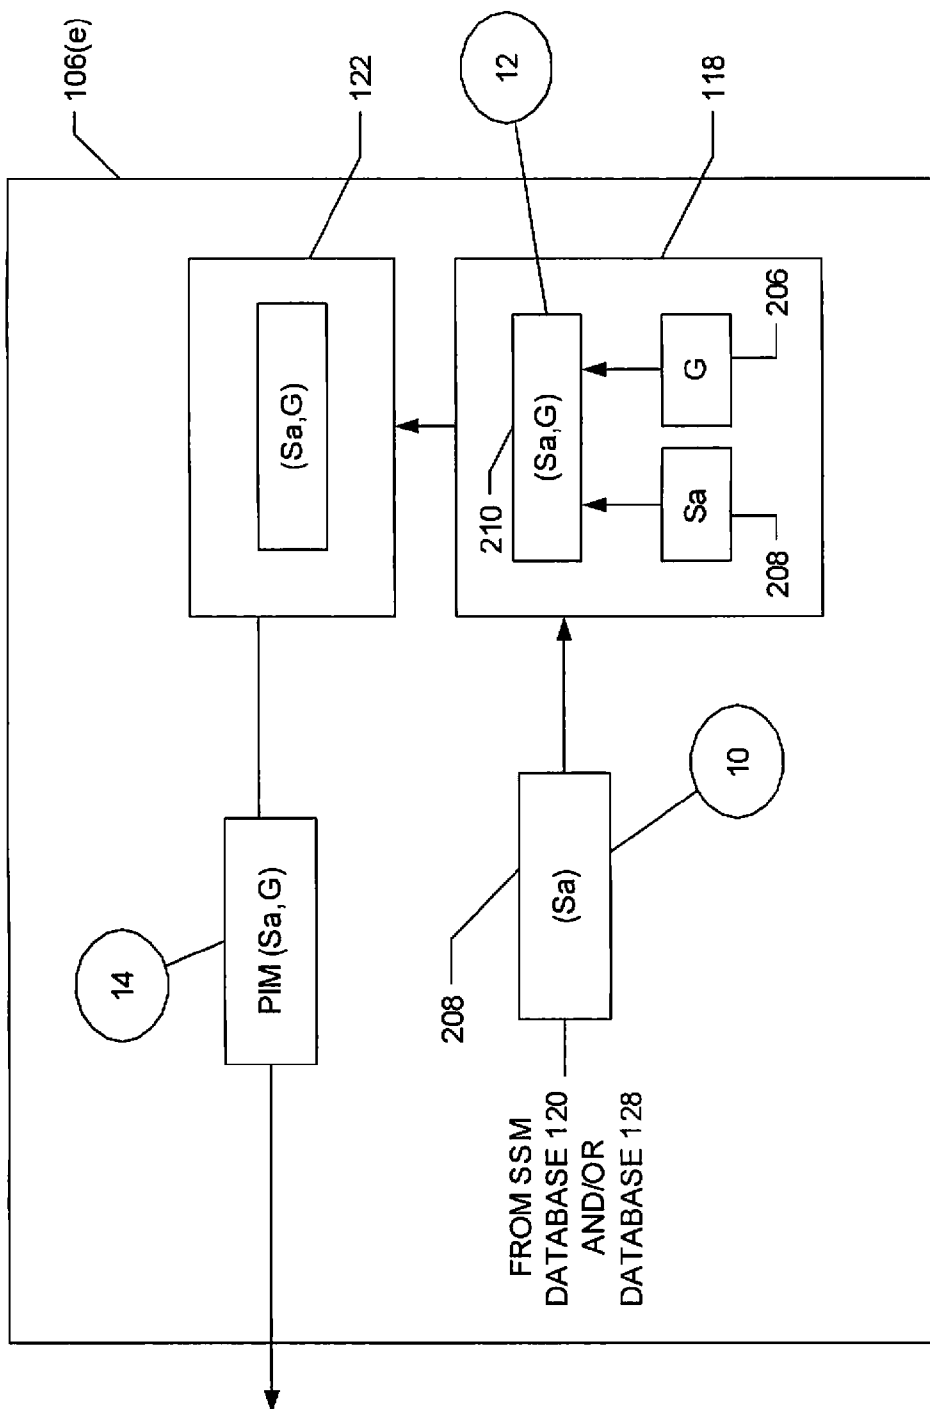 106(e)
122
12
118
(Sa,G)
210
(Sa,G)
Sa
G
208
206
14
PIM (Sa,G)
208
(Sa)
10
FROM SSM
DATABASE 120
AND/OR
DATABASE 128